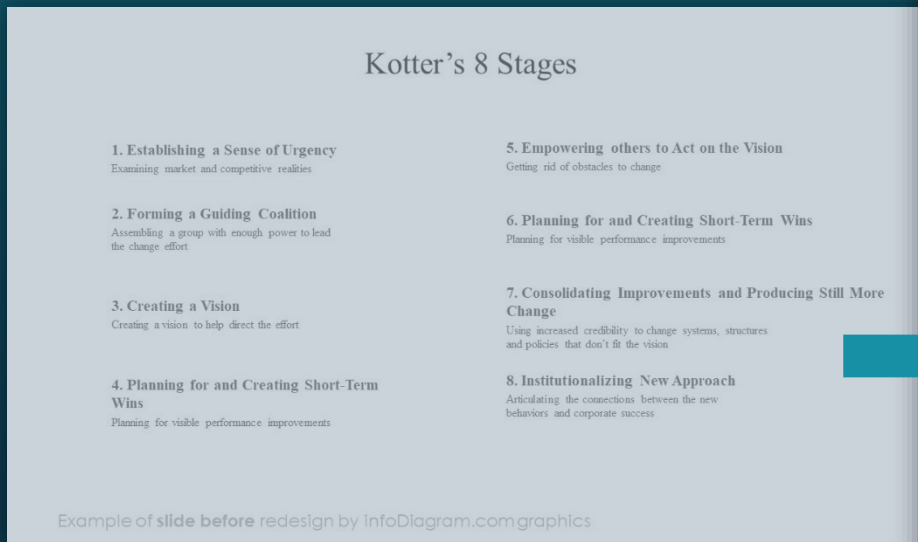 Kotter's 8 Stages
1. Establishing a Sense of Urgency
Examining market and competitive realities
2. Forming a Guiding Coalition
Assembling a group with enough power to lead
the change effort
3. Creating a Vision
Creating a vision to help direct the effort
4. Planning for and Creating Short-Term
Wins
Planning for visible performance improvements
5. Empowering others to Act on the Vision
Getting rid of obstacles to change
6. Planning for and Creating Short-Term Wins
Planning for visible performance improvements
7. Consolidating Improvements and Producing Still More
Change
Using increased credibility to change systems, structures
and policies that don't fit the vision
8. Institutionalizing New Approach
Articulating the connections between the new
behaviors and corporate success
Example of slide before redesign by infoDiagram.com graphics